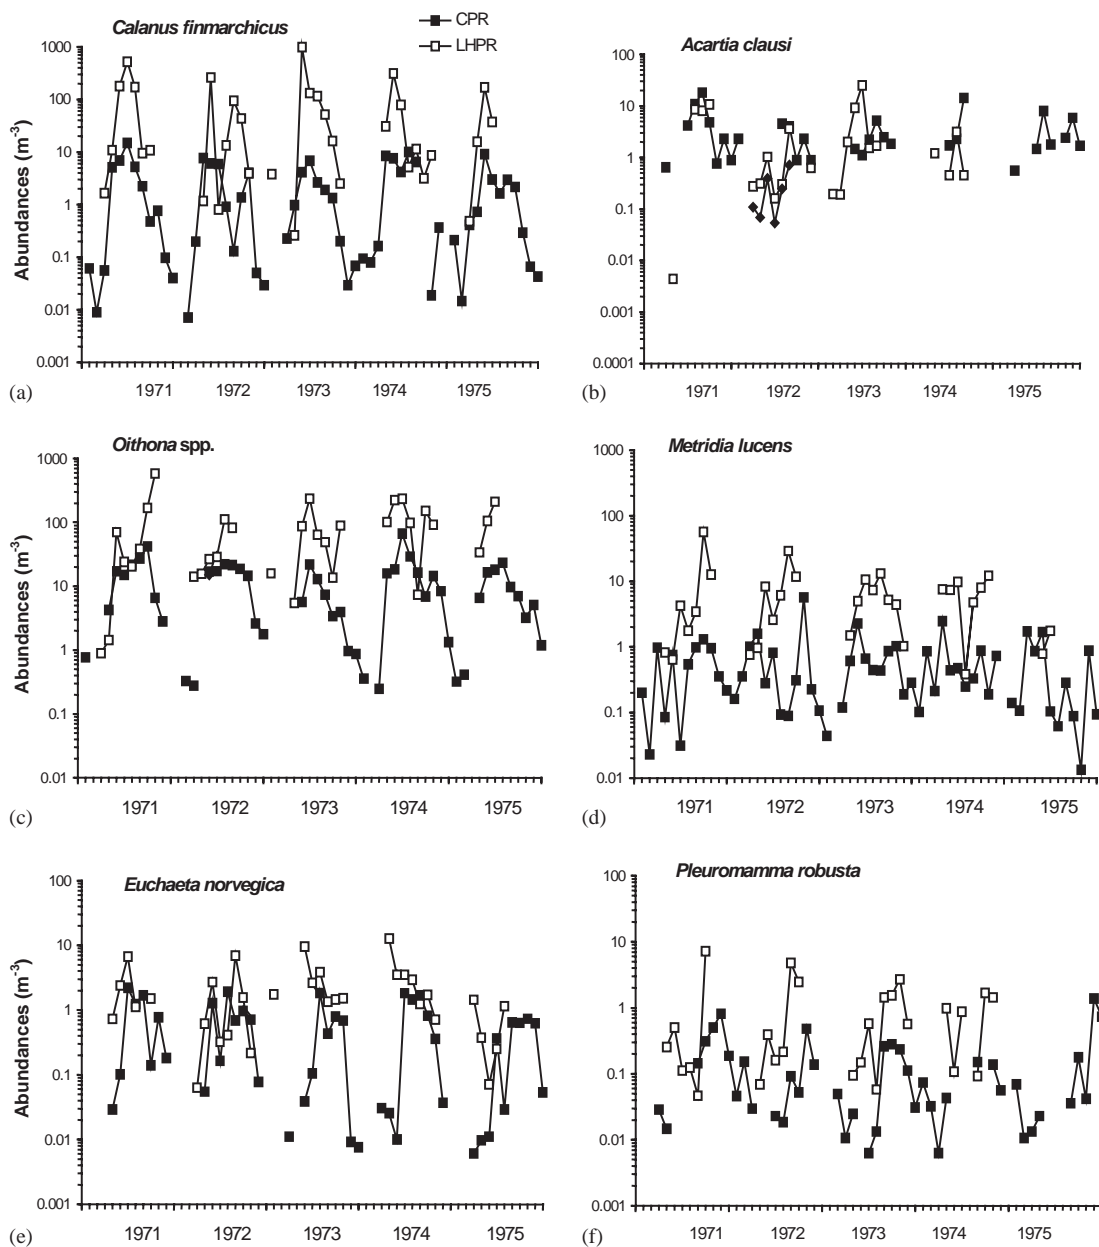 Calanus finmarchicus
CPR
LHPR
Abundances (m-3)
1000
100
10
1
0.1
0.01
0.001
1971 1972 1973 1974 1975
(a)
Acartia clausi
100
10
1
0.1
0.01
0.001
0.0001
1971 1972 1973 1974 1975
(b)
Oithona spp.
Abundances (m-3)
1000
100
10
1
0.1
0.01
1971 1972 1973 1974 1975
(c)
Metridia lucens
1000
100
10
1
0.1
0.01
1971 1972 1973 1974 1975
(d)
Euchaeta norvegica
Abundances (m-3)
100
10
1
0.1
0.01
0.001
1971 1972 1973 1974 1975
(e)
Pleuromamma robusta
100
10
1
0.1
0.01
0.001
1971 1972 1973 1974 1975
(f)